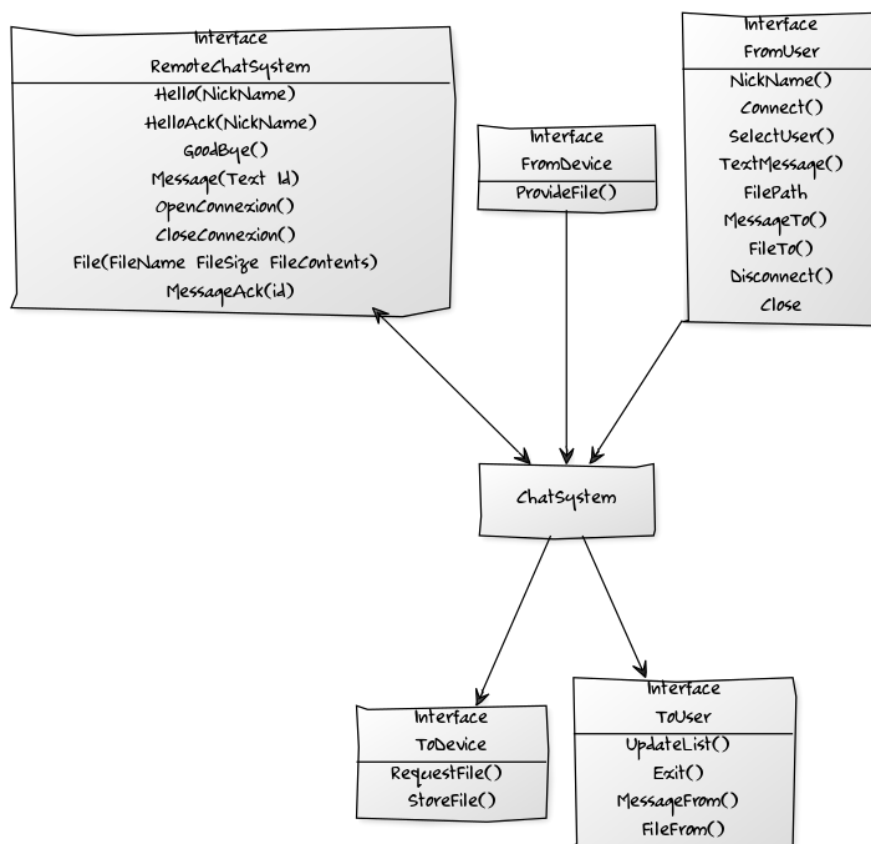 Interface
RemoteChatSystem
Hello(NickName)
HelloAck(NickName)
GoodBye()
Message(Text Id)
OpenConnexion()
CloseConnexion()
File(FileName FileSize FileContents)
MessageAck(id)
Interface
FromDevice
ProvideFile()
Interface
FromUser
NickName()
Connect()
SelectUser()
TextMessage()
FilePath
MessageTo()
FileTo()
Disconnect()
Close
ChatSystem
Interface
ToDevice
RequestFile()
StoreFile()
Interface
ToUser
UpdateList()
Exit()
MessageFrom()
FileFrom()